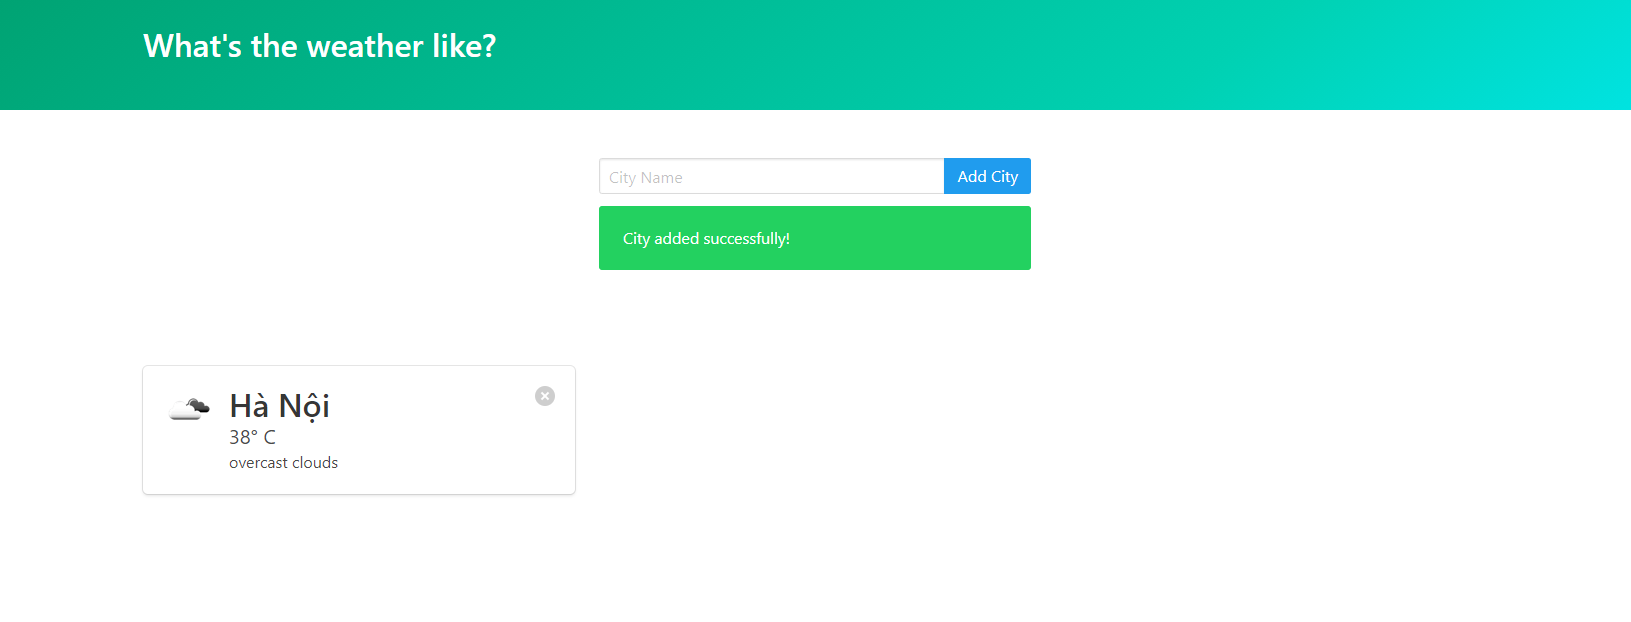 What's the weather like?
City Name
Add City
City added successfully!
Hà Nội
38° C
overcast clouds